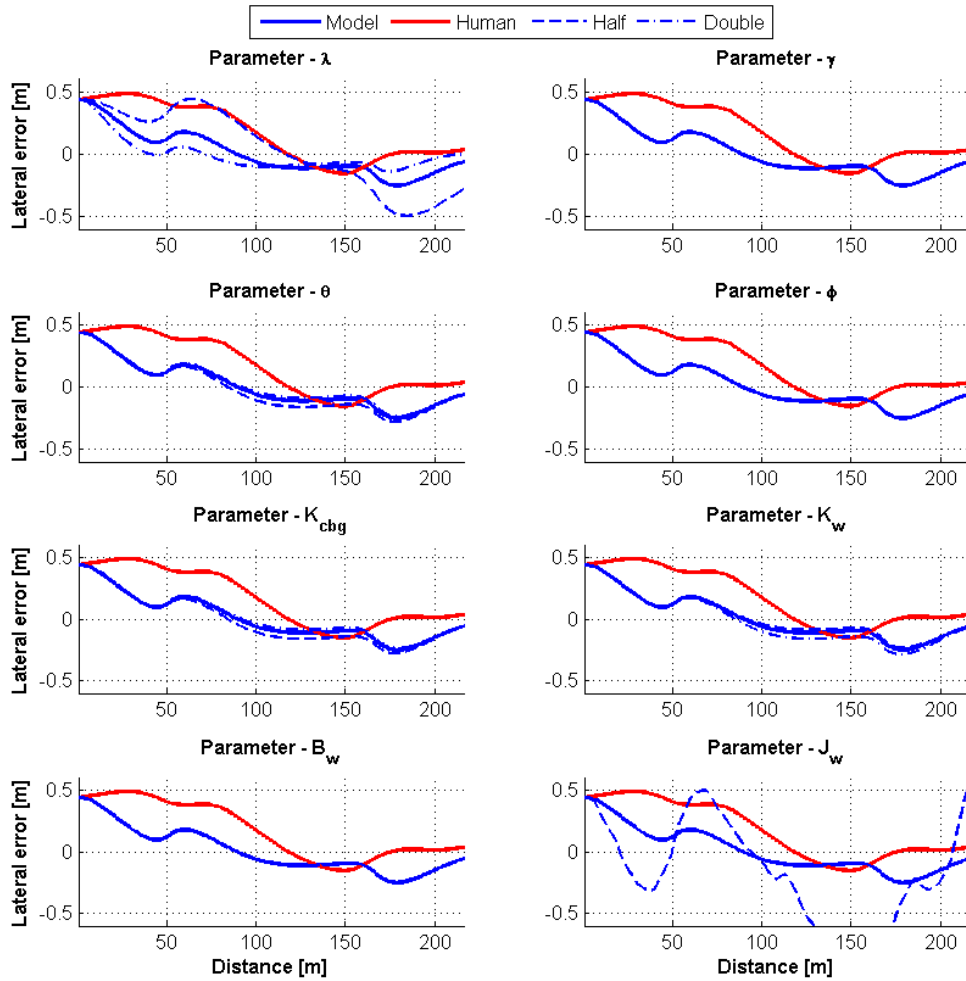 Model Human Half Double
Parameter - λ
Parameter - γ
Lateral error [m]
0.5
0
-0.5
50 100 150 200
0.5
0
-0.5
50 100 150 200
Parameter - θ
Parameter - ϕ
Lateral error [m]
0.5
0
-0.5
50 100 150 200
0.5
0
-0.5
50 100 150 200
Parameter - K_cbg
Parameter - K_w
Lateral error [m]
0.5
0
-0.5
50 100 150 200
0.5
0
-0.5
50 100 150 200
Parameter - B_w
Parameter - J_w
Lateral error [m]
0.5
0
-0.5
50 100 150 200
Distance [m]
0.5
0
-0.5
50 100 150 200
Distance [m]